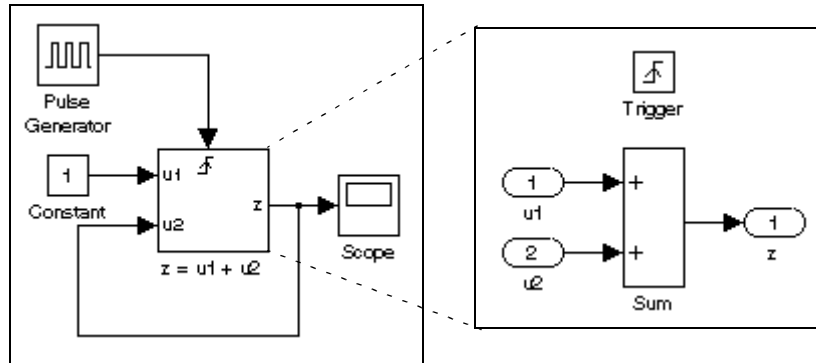 Pulse
Generator
1
Constant
u1
u2
z
z = u1 + u2
Scope
Trigger
1
u1
2
u2
+
+
Sum
1
z